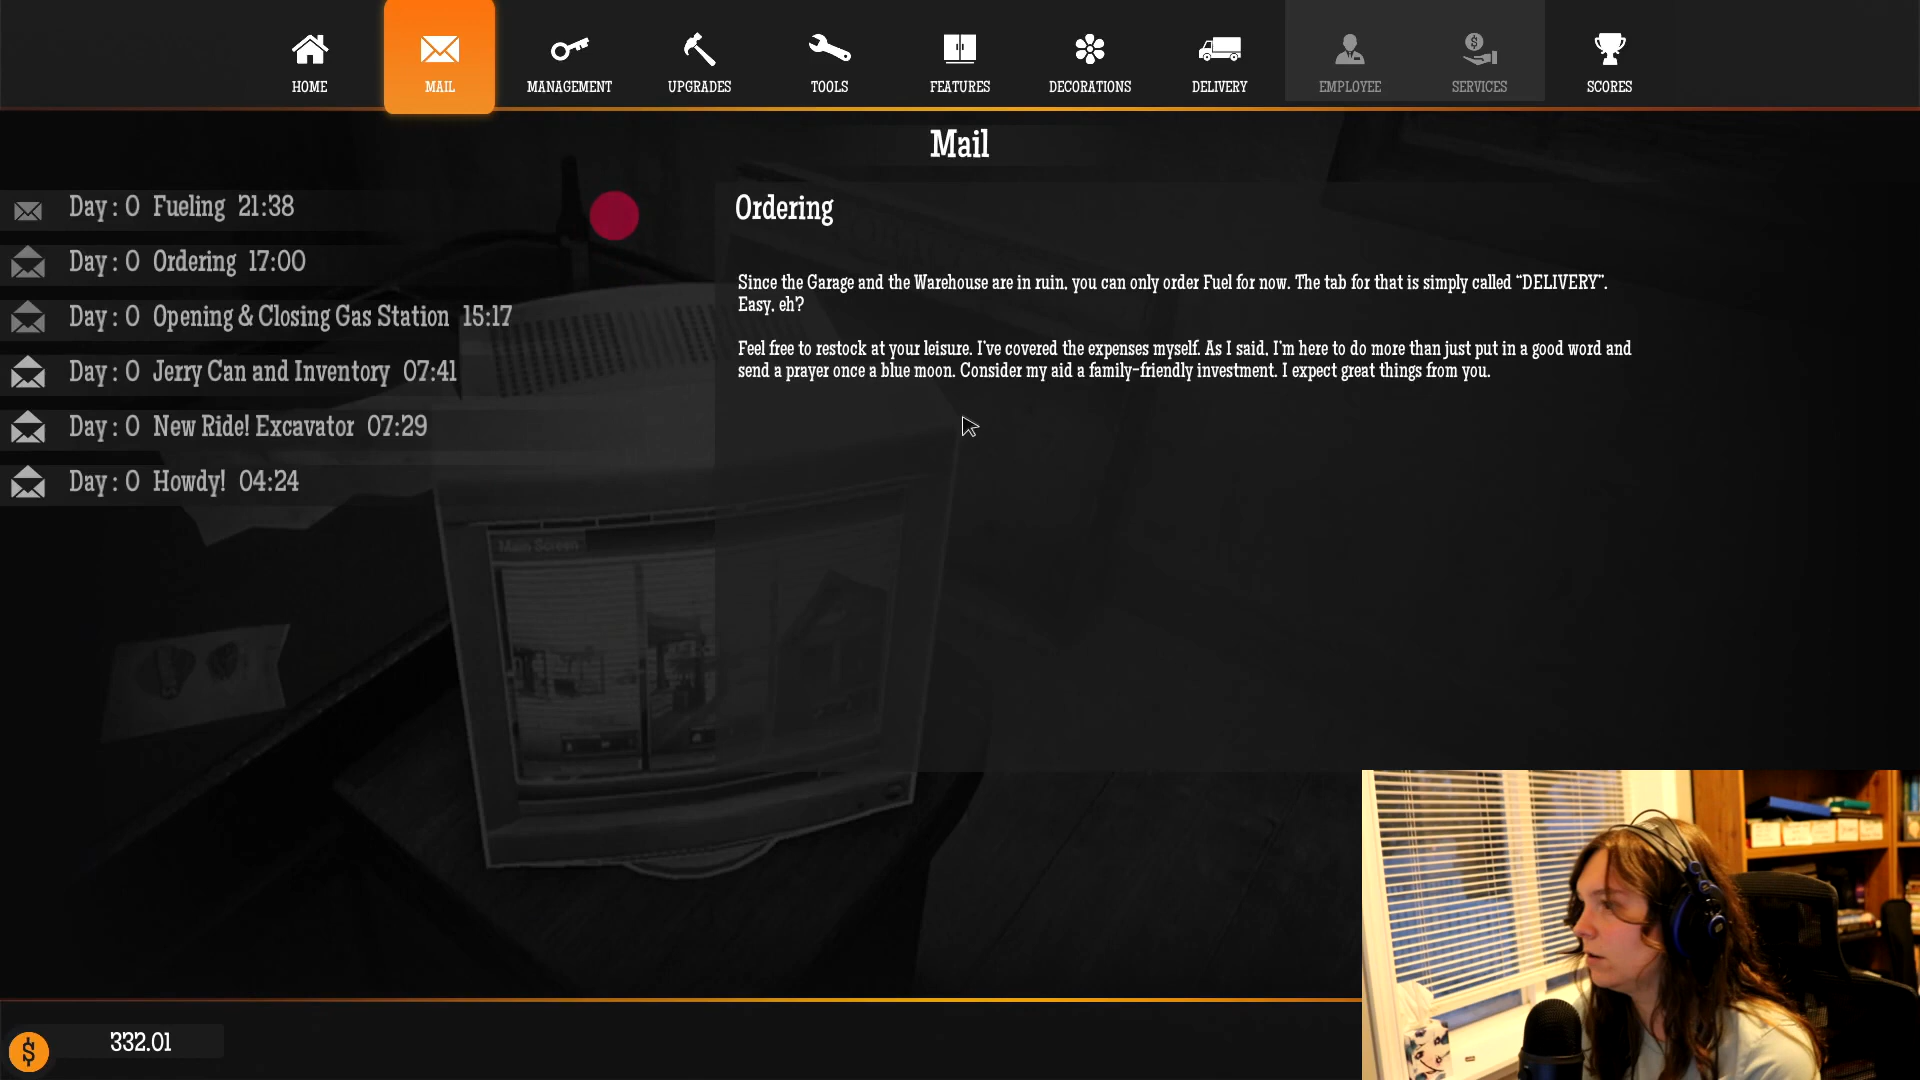 HOME
MAIL
MANAGEMENT
UPGRADES
TOOLS
FEATURES
DECORATIONS
DELIVERY
EMPLOYEE
SERVICES
SCORES
Mail
Day : 0 Fueling 21:38
Day : 0 Ordering 17:00
Day : 0 Opening & Closing Gas Station 15:17
Day : 0 Jerry Can and Inventory 07:41
Day : 0 New Ride! Excavator 07:29
Day : 0 Howdy! 04:24
Ordering
Since the Garage and the Warehouse are in ruin, you can only order Fuel for now. The tab for that is simply called “DELIVERY”.
Easy, eh?
Feel free to restock at your leisure. I've covered the expenses myself. As I said, I'm here to do more than just put in a good word and
send a prayer once a blue moon. Consider my aid a family-friendly investment. I expect great things from you.
Main Screen
$ 332.01